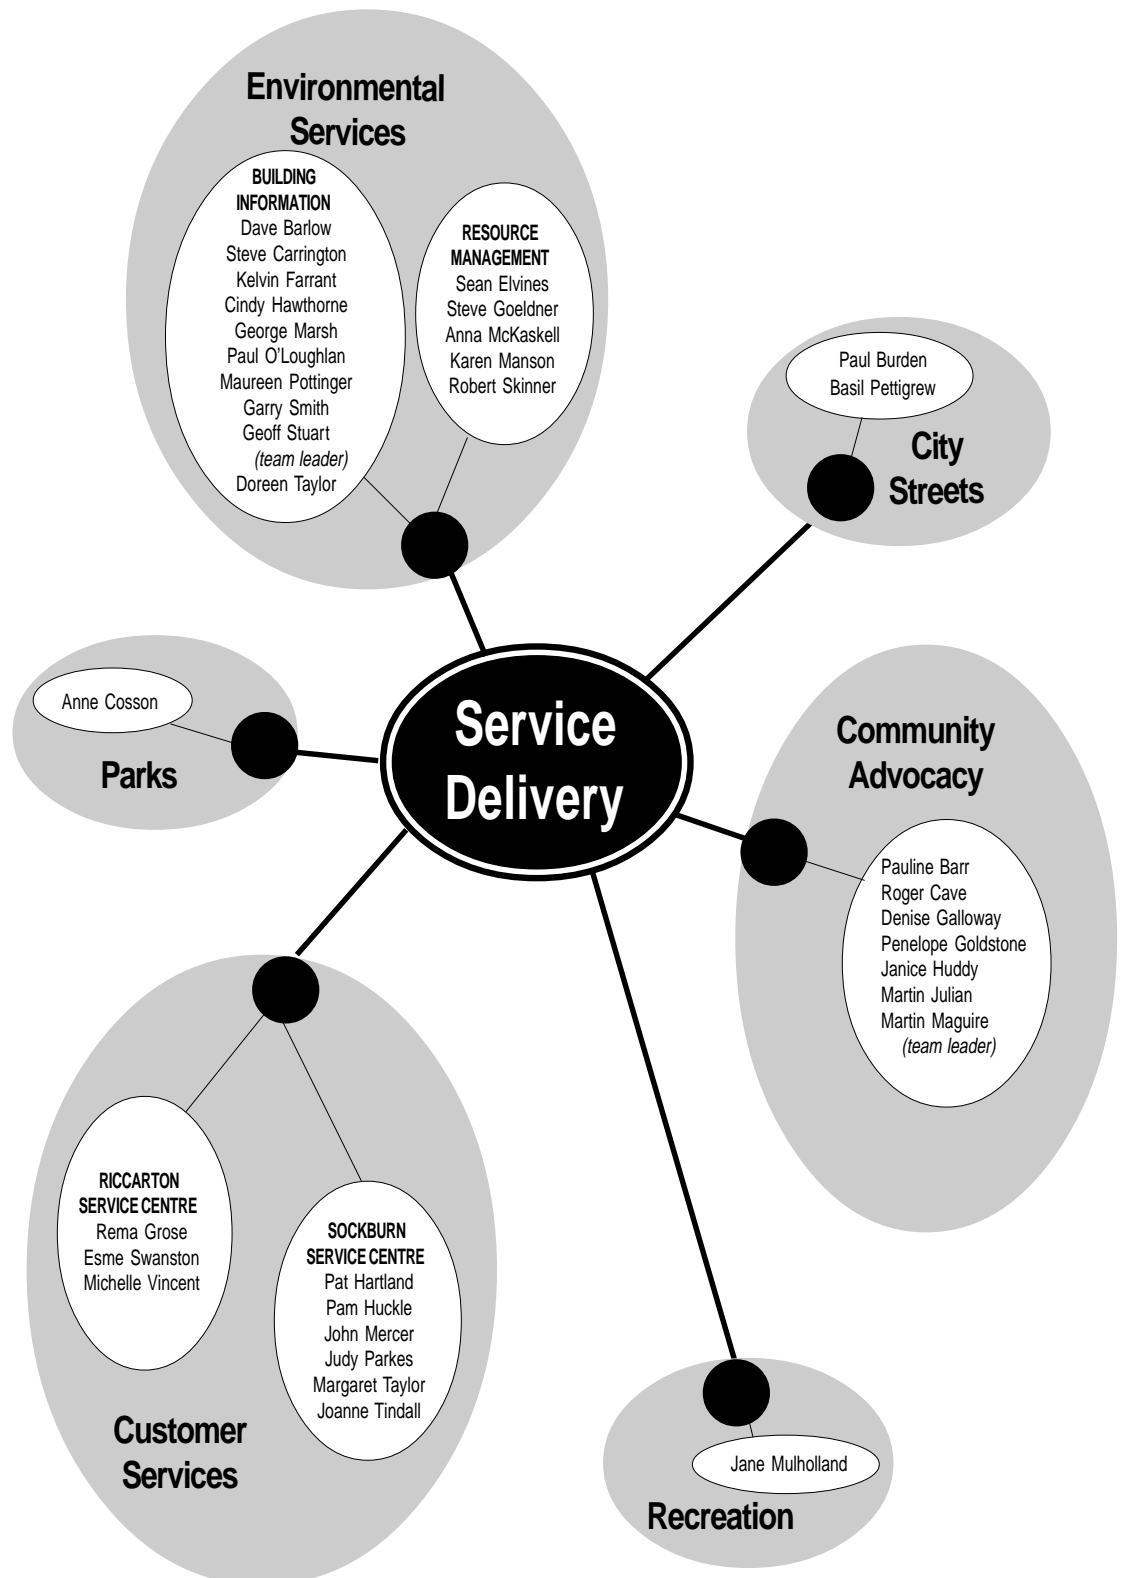 Environmental
Services
BUILDING
INFORMATION
Dave Barlow
Steve Carrington
Kelvin Farrant
Cindy Hawthorne
George Marsh
Paul O'Loughlan
Maureen Pottinger
Garry Smith
Geoff Stuart
(team leader)
Doreen Taylor
RESOURCE
MANAGEMENT
Sean Elvines
Steve Goeldner
Anna McKaskell
Karen Manson
Robert Skinner
Paul Burden
Basil Pettigrew
City
Streets
Anne Cosson
Parks
Service
Delivery
Community
Advocacy
Pauline Barr
Roger Cave
Denise Galloway
Penelope Goldstone
Janice Huddy
Martin Julian
Martin Maguire
(team leader)
RICCARTON
SERVICE CENTRE
Rema Grose
Esme Swanston
Michelle Vincent
SOCKBURN
SERVICE CENTRE
Pat Hartland
Pam Huckle
John Mercer
Judy Parkes
Margaret Taylor
Joanne Tindall
Customer
Services
Jane Mulholland
Recreation